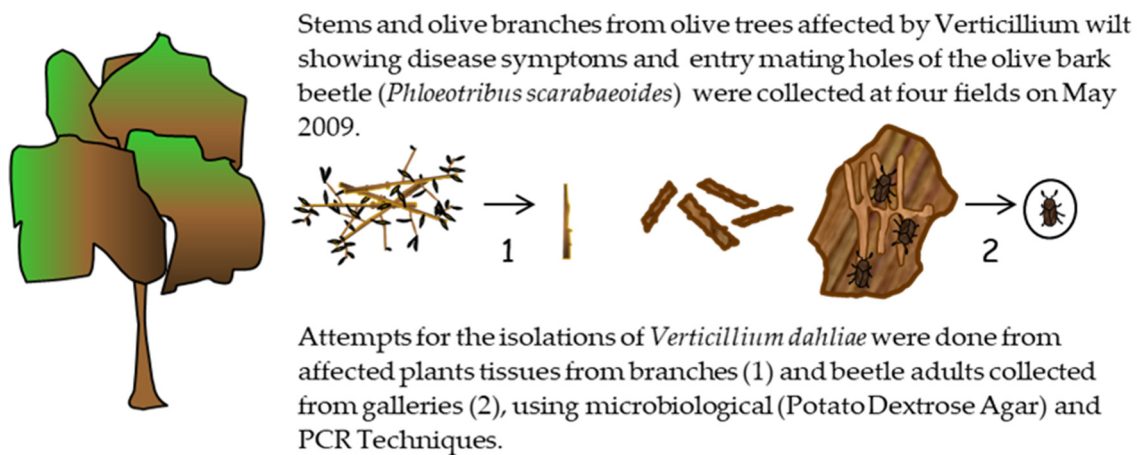 Stems and olive branches from olive trees affected by Verticillium wilt
showing disease symptoms and entry mating holes of the olive bark
beetle (Phloeotribus scarabaeoides) were collected at four fields on May
2009.
1
2
Attempts for the isolations of Verticillium dahliae were done from
affected plants tissues from branches (1) and beetle adults collected
from galleries (2), using microbiological (Potato Dextrose Agar) and
PCR Techniques.